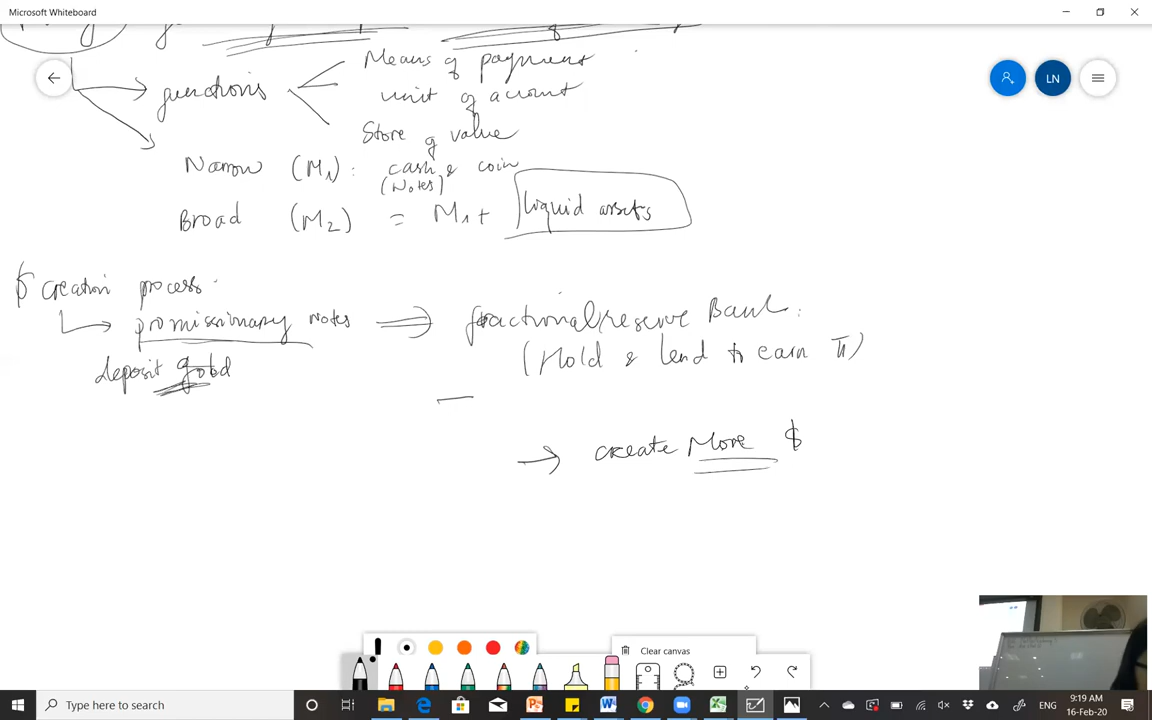 Microsoft Whiteboard
functions
Means of payment
unit of acount
Store of value
Narrow (M1): cash & coin
(Notes)
Broad (M2) = M1 + liquid assets
LN
$ creation process
promissionary Notes ⟹ fractional reserve Bank:
deposit gold
(Hold & lend to earn π)
→ create More $
Clear canvas
Type here to search
ENG
9:19 AM
16-Feb-20